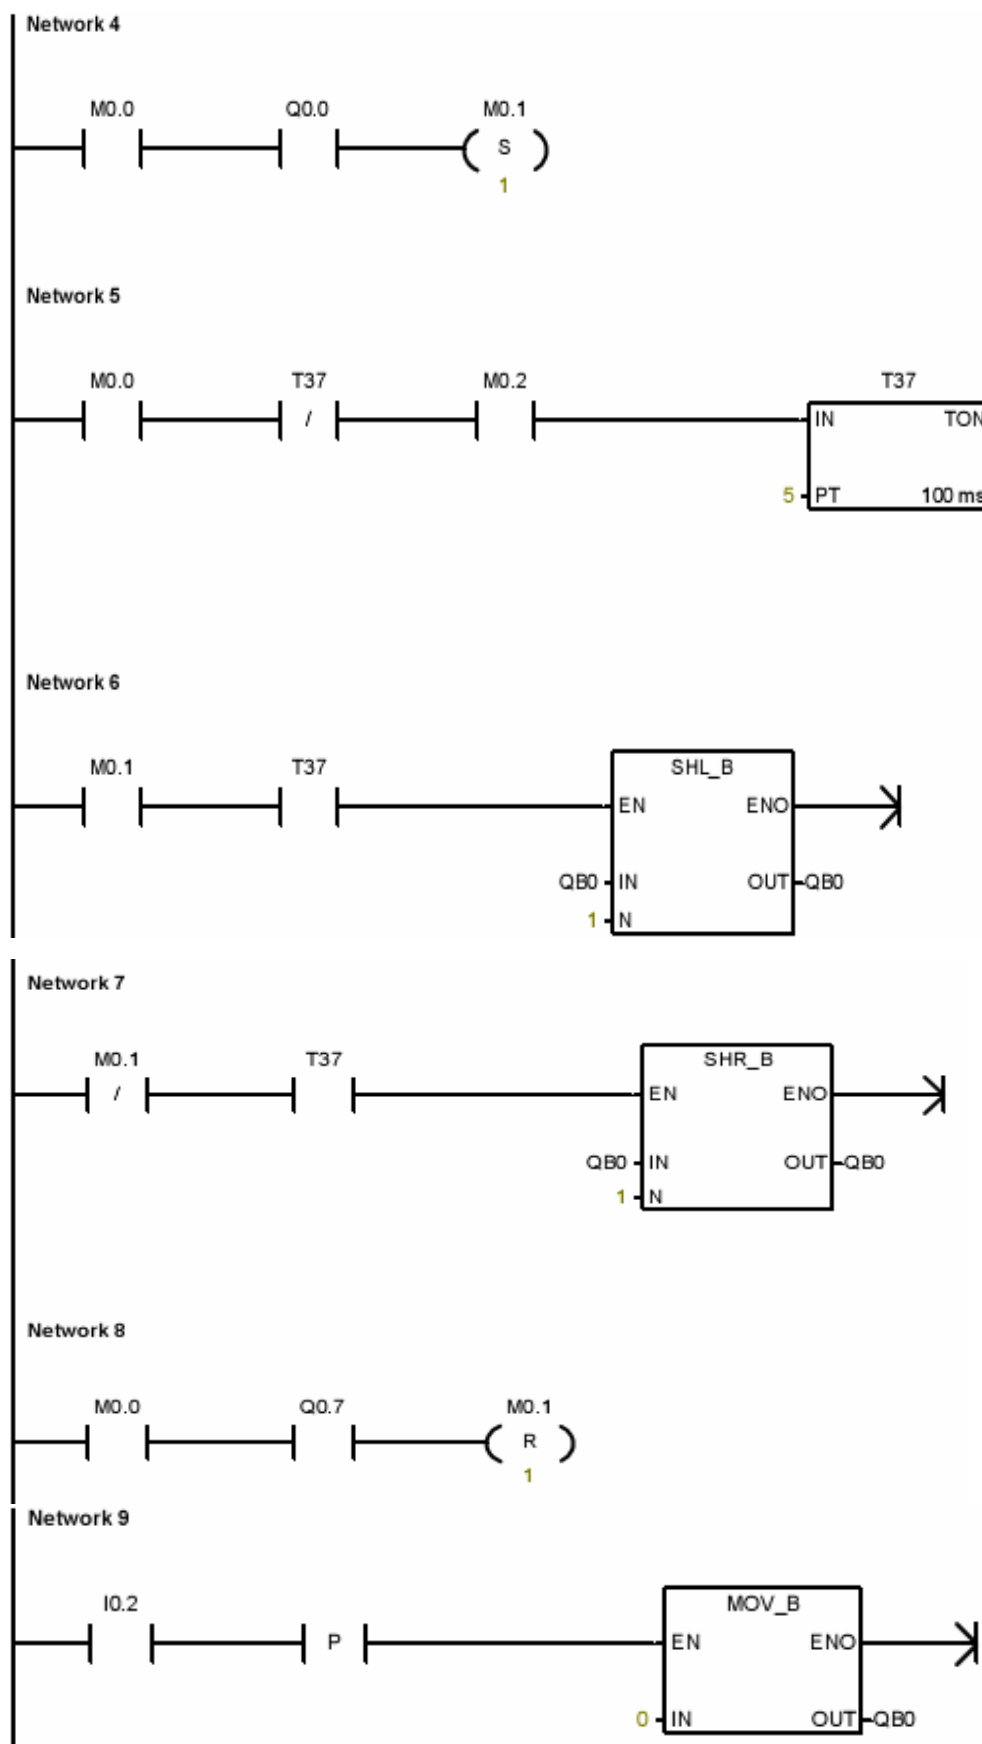 Network 4
M0.0 Q0.0 M0.1
S
1
Network 5
M0.0 T37 M0.2 T37
/ IN TON
5 PT 100 ms
Network 6
M0.1 T37 SHL_B
EN ENO
QB0 IN OUT QB0
1 N
Network 7
M0.1 T37 SHR_B
/ EN ENO
QB0 IN OUT QB0
1 N
Network 8
M0.0 Q0.7 M0.1
R
1
Network 9
I0.2 MOV_B
P EN ENO
0 IN OUT QB0